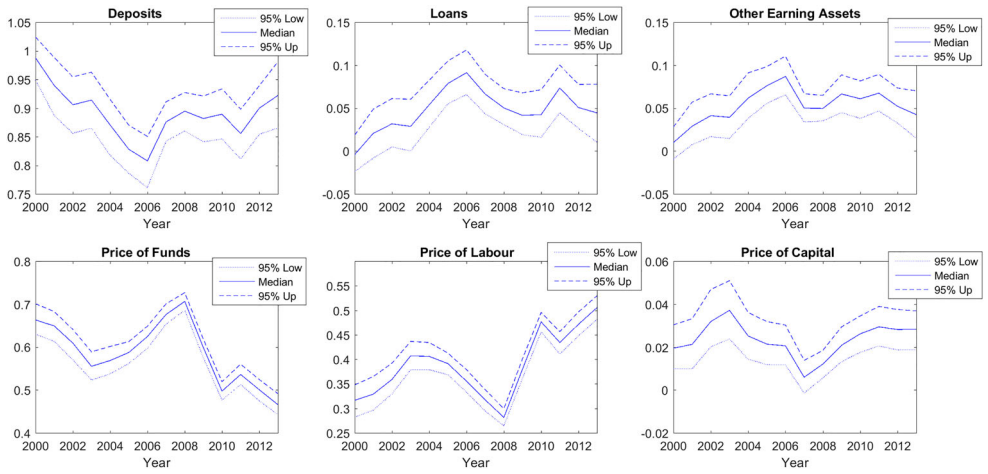 Deposits
95% Low
Median
95% Up
1.05
1
0.95
0.9
0.85
0.8
0.75
2000 2002 2004 2006 2008 2010 2012
Year
Loans
95% Low
Median
95% Up
0.15
0.1
0.05
0
-0.05
2000 2002 2004 2006 2008 2010 2012
Year
Other Earning Assets
95% Low
Median
95% Up
0.15
0.1
0.05
0
-0.05
2000 2002 2004 2006 2008 2010 2012
Year
Price of Funds
95% Low
Median
95% Up
0.8
0.7
0.6
0.5
0.4
2000 2002 2004 2006 2008 2010 2012
Year
Price of Labour
95% Low
Median
95% Up
0.6
0.55
0.5
0.45
0.4
0.35
0.3
0.25
2000 2002 2004 2006 2008 2010 2012
Year
Price of Capital
95% Low
Median
95% Up
0.06
0.04
0.02
0
-0.02
2000 2002 2004 2006 2008 2010 2012
Year